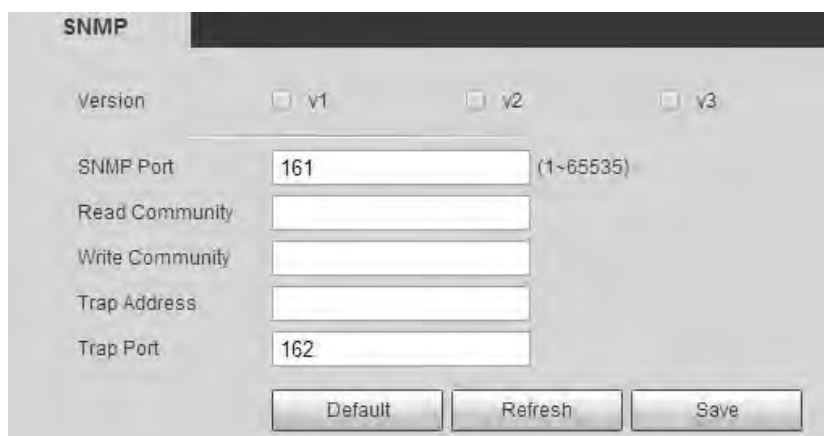 SNMP
Version v1 v2 v3
SNMP Port 161 (1~65535)
Read Community
Write Community
Trap Address
Trap Port 162
Default Refresh Save